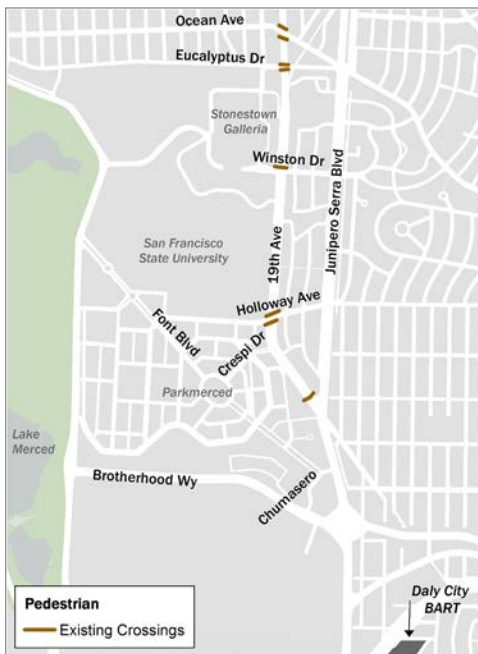 Ocean Ave
Eucalyptus Dr
Stonestown
Galleria
Winston Dr
Junipero Serra Blvd
19th Ave
San Francisco
State University
Holloway Ave
Font Blvd
Crespi Dr
Parkmerced
Lake
Merced
Brotherhood Wy
Chumasero
Daly City
BART
Pedestrian
Existing Crossings